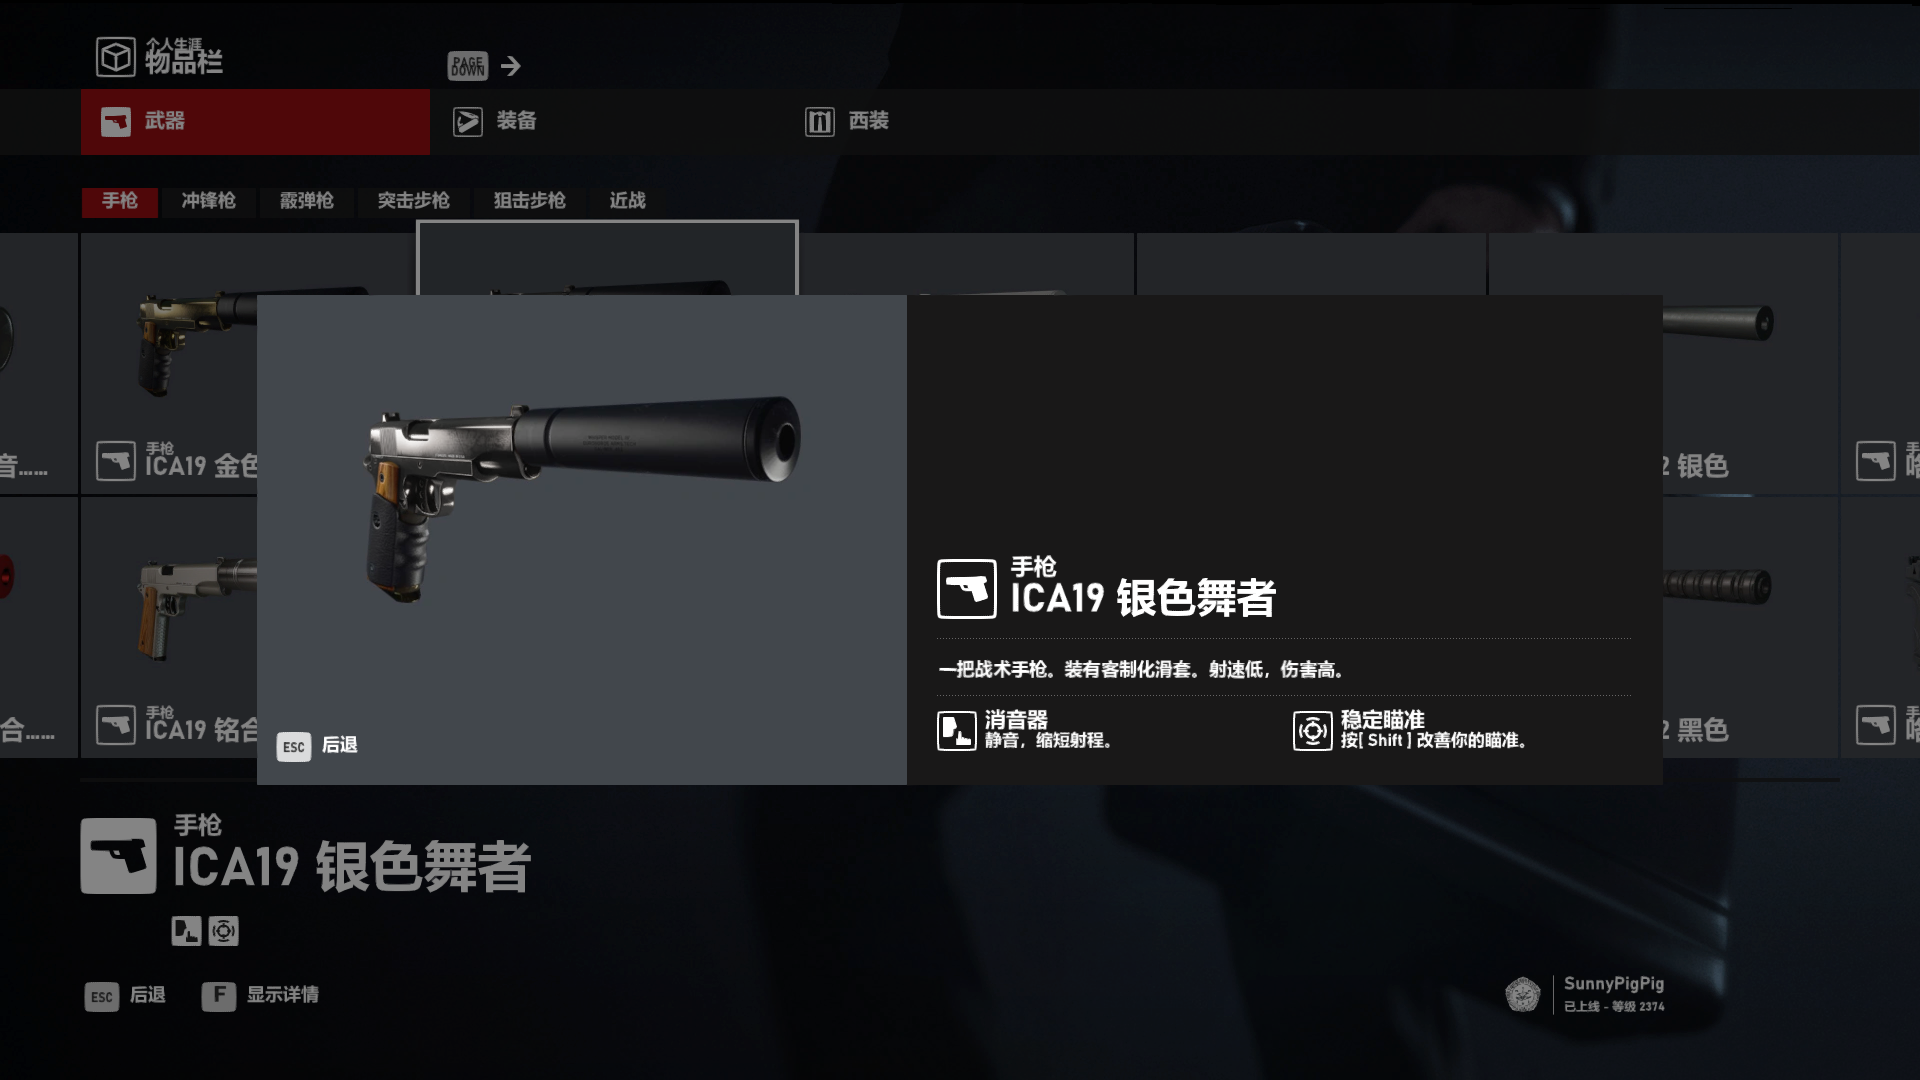 个人生涯
物品栏
PAGE DOWN
武器
装备
西装
手枪
冲锋枪
霰弹枪
突击步枪
狙击步枪
近战
音......
手枪
ICA19 金色
2 银色
合......
手枪
ICA19 铬合
2 黑色
手枪
ICA19 银色舞者
一把战术手枪。装有客制化滑套。射速低，伤害高。
消音器
静音，缩短射程。
稳定瞄准
按[ Shift ] 改善你的瞄准。
ESC 后退
手枪
ICA19 银色舞者
ESC 后退
F 显示详情
SunnyPigPig
已上线 - 等级 2374